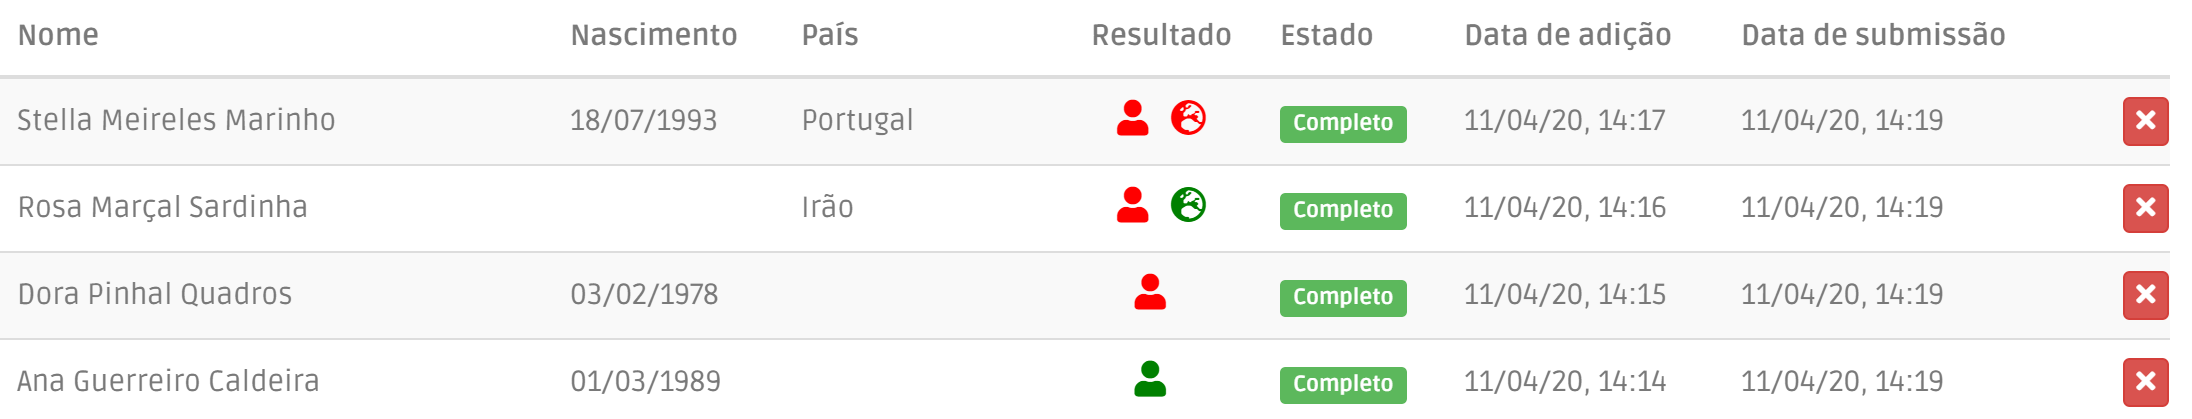 Nome Nascimento País Resultado Estado Data de adição Data de submissão
Stella Meireles Marinho 18/07/1993 Portugal Completo 11/04/20, 14:17 11/04/20, 14:19
Rosa Marçal Sardinha Irão Completo 11/04/20, 14:16 11/04/20, 14:19
Dora Pinhal Quadros 03/02/1978 Completo 11/04/20, 14:15 11/04/20, 14:19
Ana Guerreiro Caldeira 01/03/1989 Completo 11/04/20, 14:14 11/04/20, 14:19